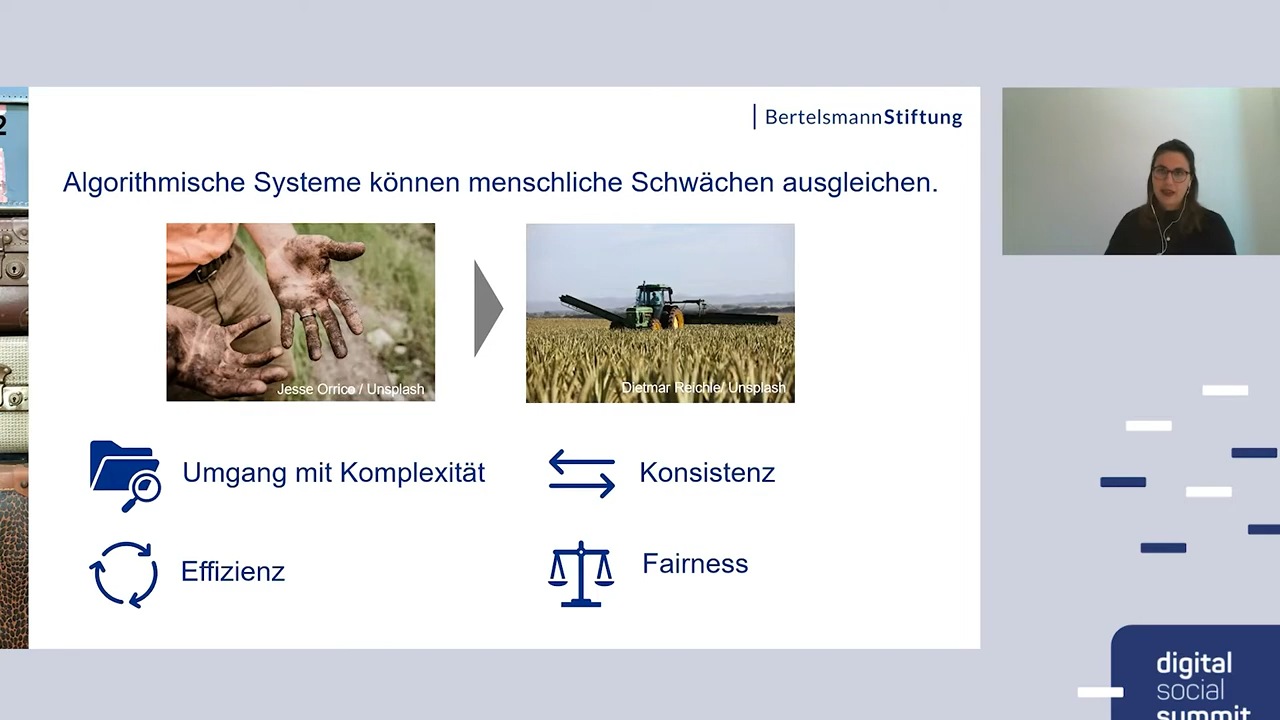 2
BertelsmannStiftung
Algorithmische Systeme können menschliche Schwächen ausgleichen.
Jesse Orrico / Unsplash
Dietmar Reichle/ Unsplash
Umgang mit Komplexität
Konsistenz
Effizienz
Fairness
digital
social
summit